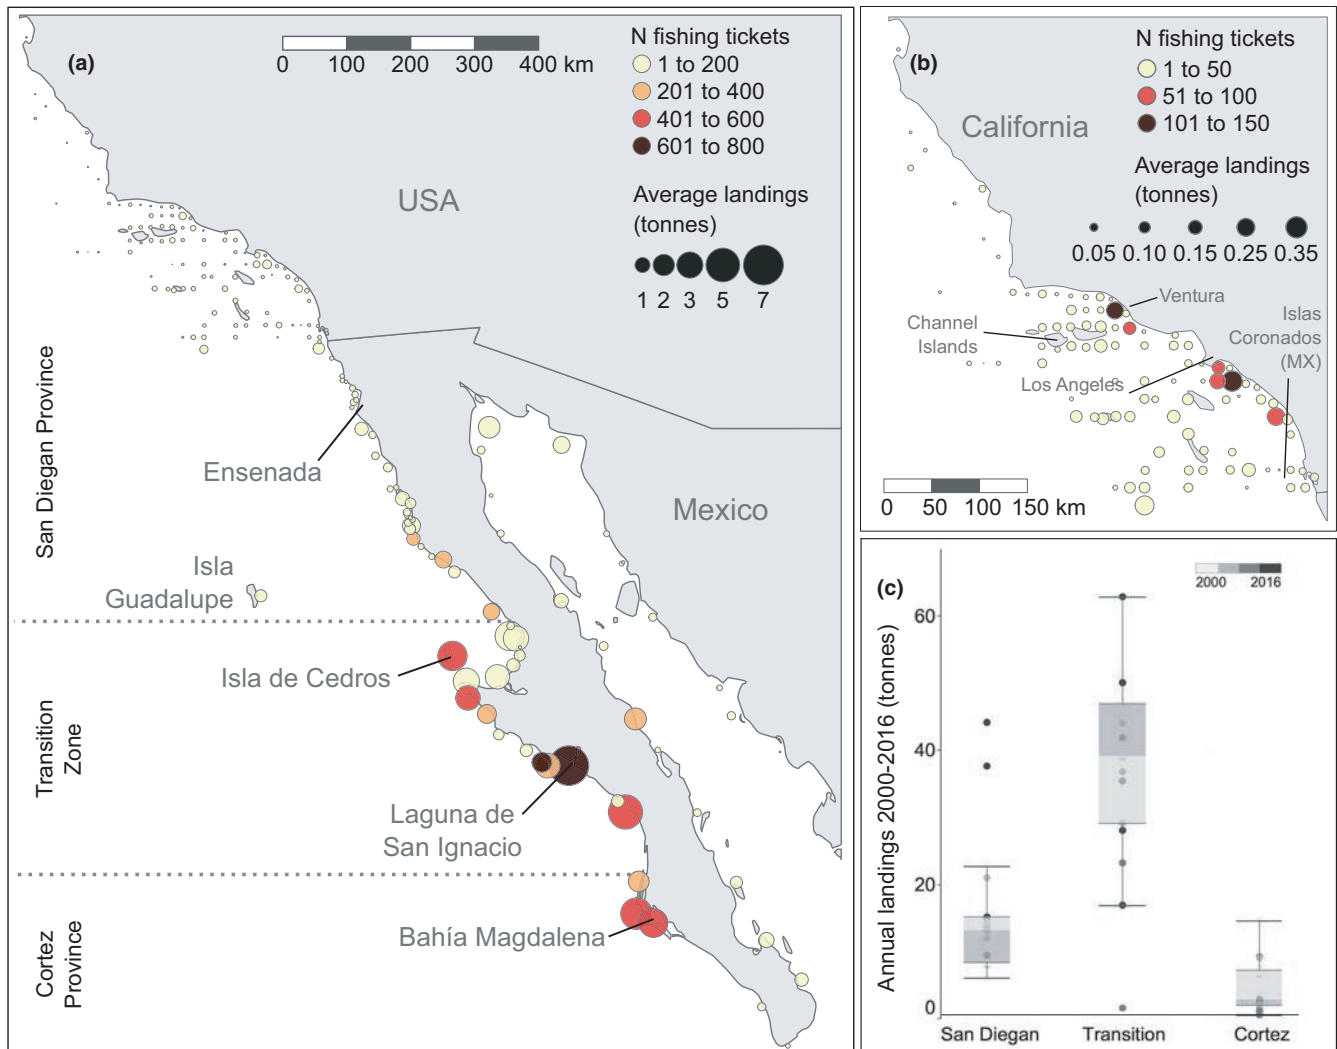 (a)
0 100 200 300 400 km
N fishing tickets
1 to 200
201 to 400
401 to 600
601 to 800
Average landings
(tonnes)
1 2 3 5 7
USA
Mexico
Ensenada
Isla
Guadalupe
Isla de Cedros
Laguna de
San Ignacio
Bahía Magdalena
San Diegan Province
Transition
Zone
Cortez
Province
(b)
N fishing tickets
1 to 50
51 to 100
101 to 150
California
Average landings
(tonnes)
0.05 0.10 0.15 0.25 0.35
Ventura
Channel
Islands
Islas
Coronados
(MX)
Los Angeles
0 50 100 150 km
(c)
2000 2016
Annual landings 2000-2016 (tonnes)
60
40
20
0
San Diegan Transition Cortez